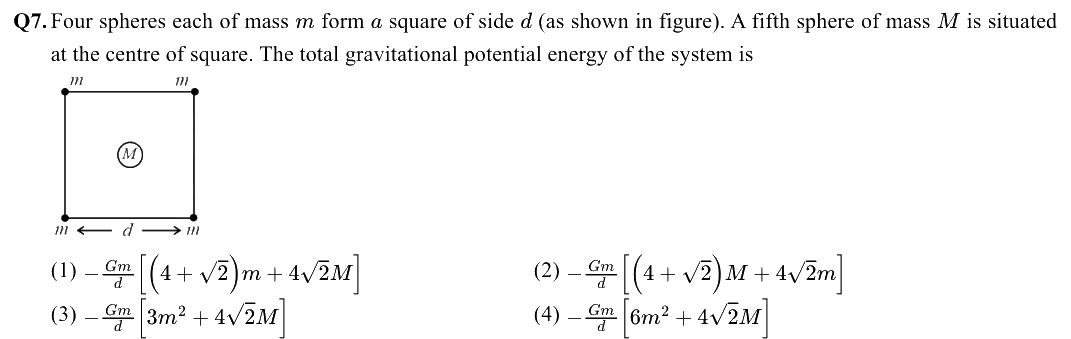 Q7. Four spheres each of mass m form a square of side d (as shown in figure). A fifth sphere of mass M is situated
at the centre of square. The total gravitational potential energy of the system is
m m
M
m ← d → m
(1) −Gm/d [(4 + √2)m + 4√2M] (2) −Gm/d [(4 + √2)M + 4√2m]
(3) −Gm/d [3m² + 4√2M] (4) −Gm/d [6m² + 4√2M]